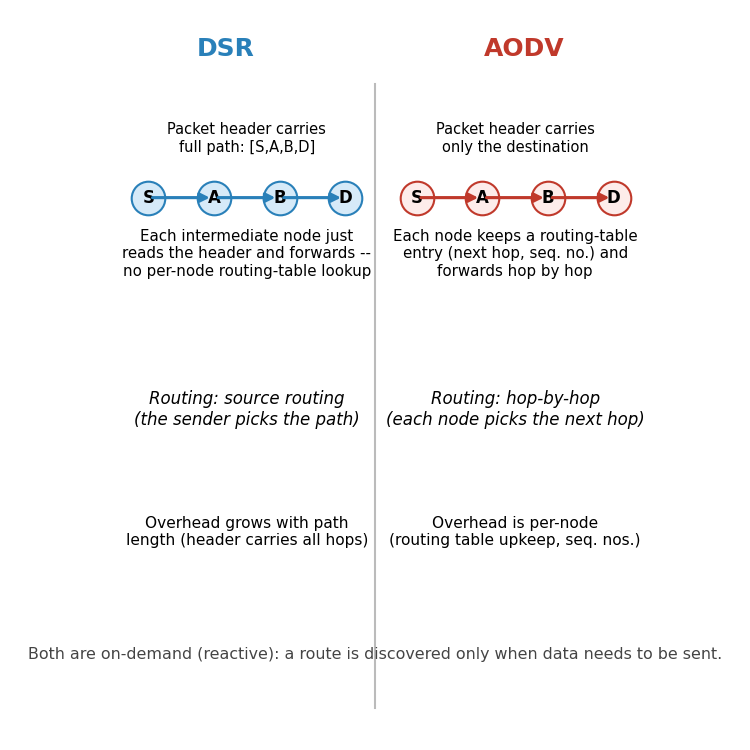 DSR
AODV
Packet header carries
full path: [S,A,B,D]
S
A
B
D
Each intermediate node just
reads the header and forwards --
no per-node routing-table lookup
Packet header carries
only the destination
S
A
B
D
Each node keeps a routing-table
entry (next hop, seq. no.) and
forwards hop by hop
Routing: source routing
(the sender picks the path)
Routing: hop-by-hop
(each node picks the next hop)
Overhead grows with path
length (header carries all hops)
Overhead is per-node
(routing table upkeep, seq. nos.)
Both are on-demand (reactive): a route is discovered only when data needs to be sent.